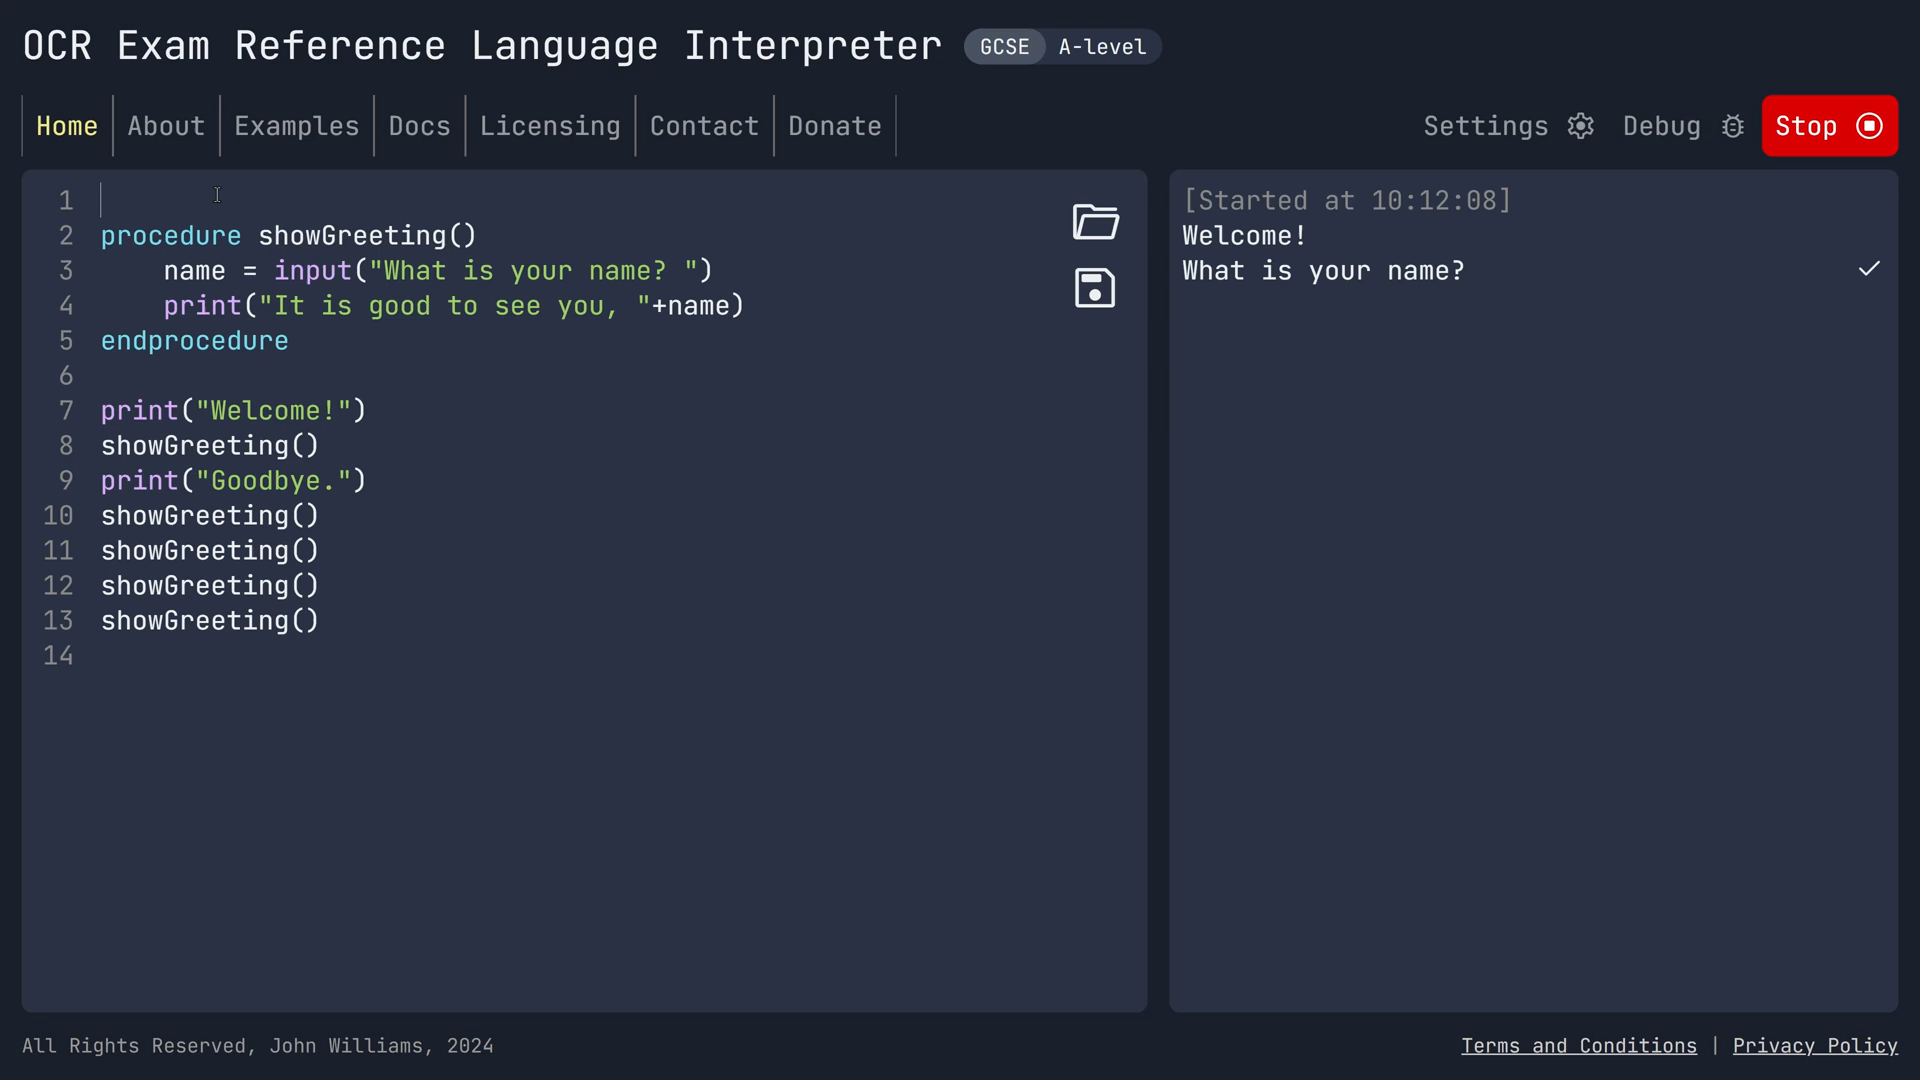 OCR Exam Reference Language Interpreter GCSE A-level
Home About Examples Docs Licensing Contact Donate Settings Debug Stop
1
2 procedure showGreeting()
3     name = input("What is your name? ")
4     print("It is good to see you, "+name)
5 endprocedure
6
7 print("Welcome!")
8 showGreeting()
9 print("Goodbye.")
10 showGreeting()
11 showGreeting()
12 showGreeting()
13 showGreeting()
14
[Started at 10:12:08]
Welcome!
What is your name?
All Rights Reserved, John Williams, 2024
Terms and Conditions | Privacy Policy